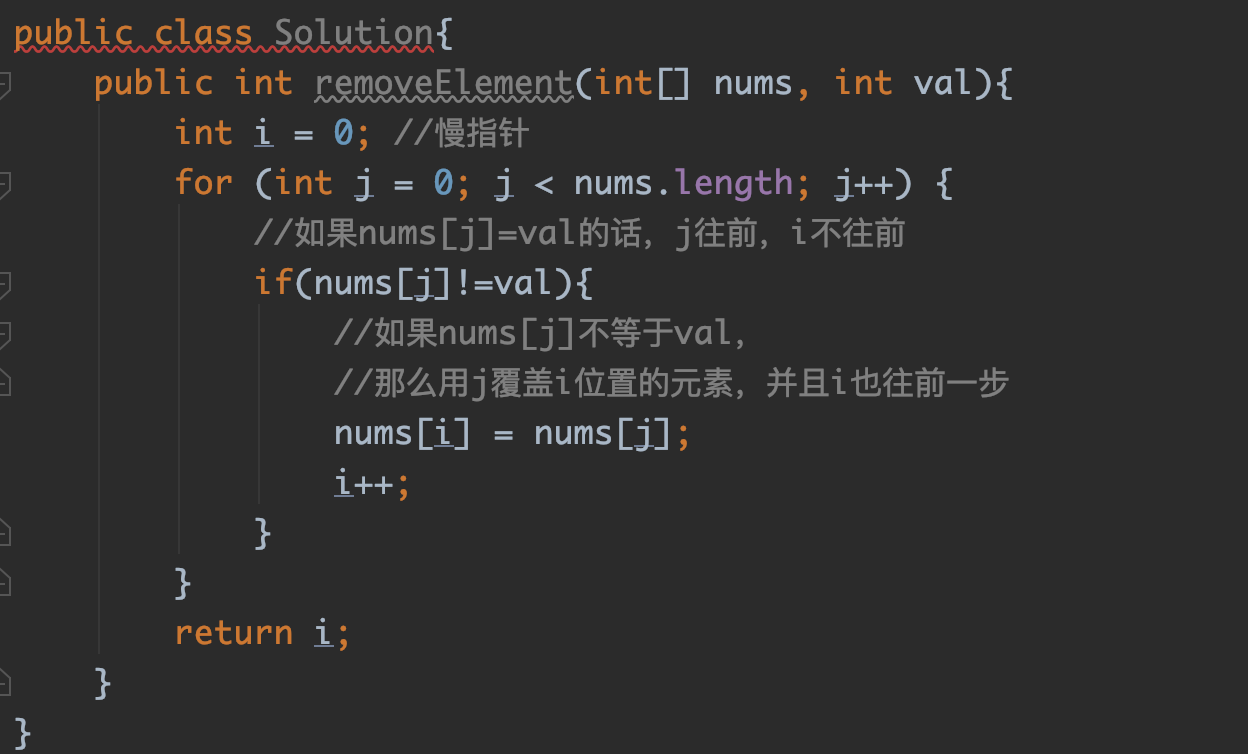 public class Solution{
    public int removeElement(int[] nums, int val){
        int i = 0; //慢指针
        for (int j = 0; j < nums.length; j++) {
            //如果nums[j]=val的话，j往前，i不往前
            if(nums[j]!=val){
                //如果nums[j]不等于val，
                //那么用j覆盖i位置的元素，并且i也往前一步
                nums[i] = nums[j];
                i++;
            }
        }
        return i;
    }
}